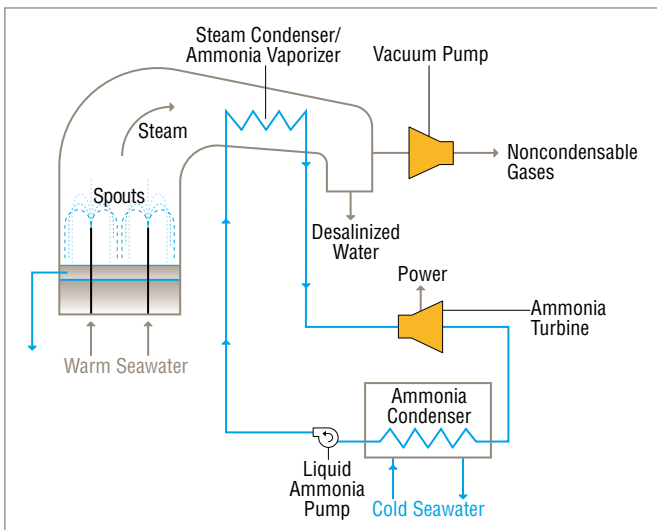 Steam Condenser/
Ammonia Vaporizer
Vacuum Pump
Steam
Noncondensable
Gases
Spouts
Desalinized
Water
Power
Ammonia
Turbine
Warm Seawater
Ammonia
Condenser
Liquid
Ammonia
Pump
Cold Seawater